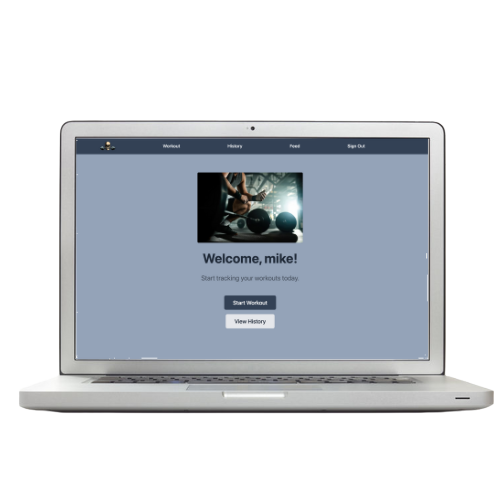 Workout History Feed Sign Out
Welcome, mike!
Start tracking your workouts today.
Start Workout
View History